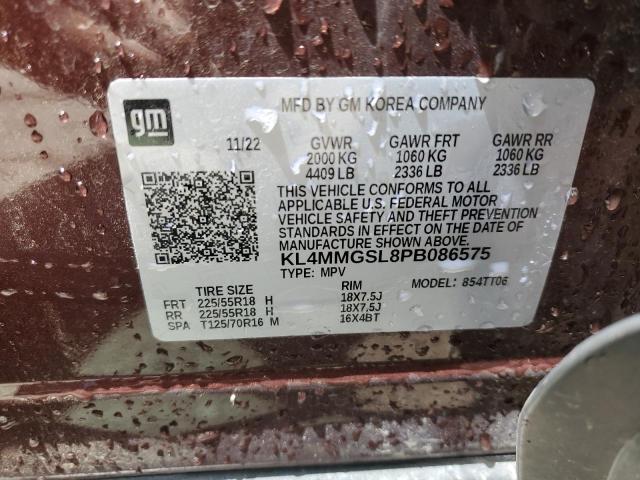 gm
MFD BY GM KOREA COMPANY
11/22 GVWR GAWR FRT GAWR RR
2000 KG 1060 KG 1060 KG
4409 LB 2336 LB 2336 LB
THIS VEHICLE CONFORMS TO ALL
APPLICABLE U.S. FEDERAL MOTOR
VEHICLE SAFETY AND THEFT PREVENTION
STANDARDS IN EFFECT ON THE DATE OF
MANUFACTURE SHOWN ABOVE.
KL4MMGSL8PB086575
TYPE: MPV MODEL: 854TT06
TIRE SIZE RIM
FRT 225/55R18 H 18X7.5J
RR 225/55R18 H 18X7.5J
SPA T125/70R16 M 16X4BT